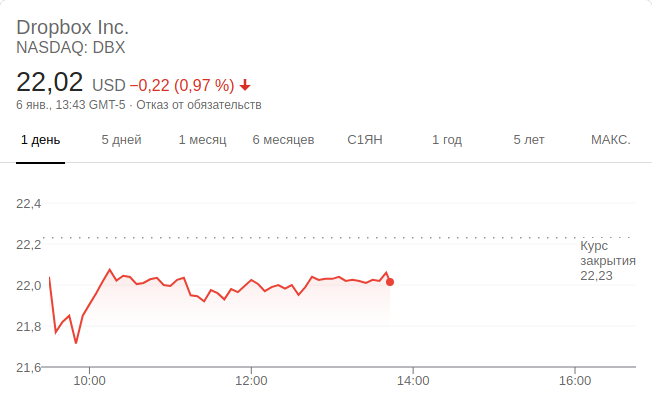 Dropbox Inc.
NASDAQ: DBX
22,02 USD −0,22 (0,97 %)
6 янв., 13:43 GMT-5 · Отказ от обязательств
1 день 5 дней 1 месяц 6 месяцев С1ЯН 1 год 5 лет МАКС.
22,4
22,2
Курс
закрытия
22,23
22,0
21,8
21,6
10:00 12:00 14:00 16:00